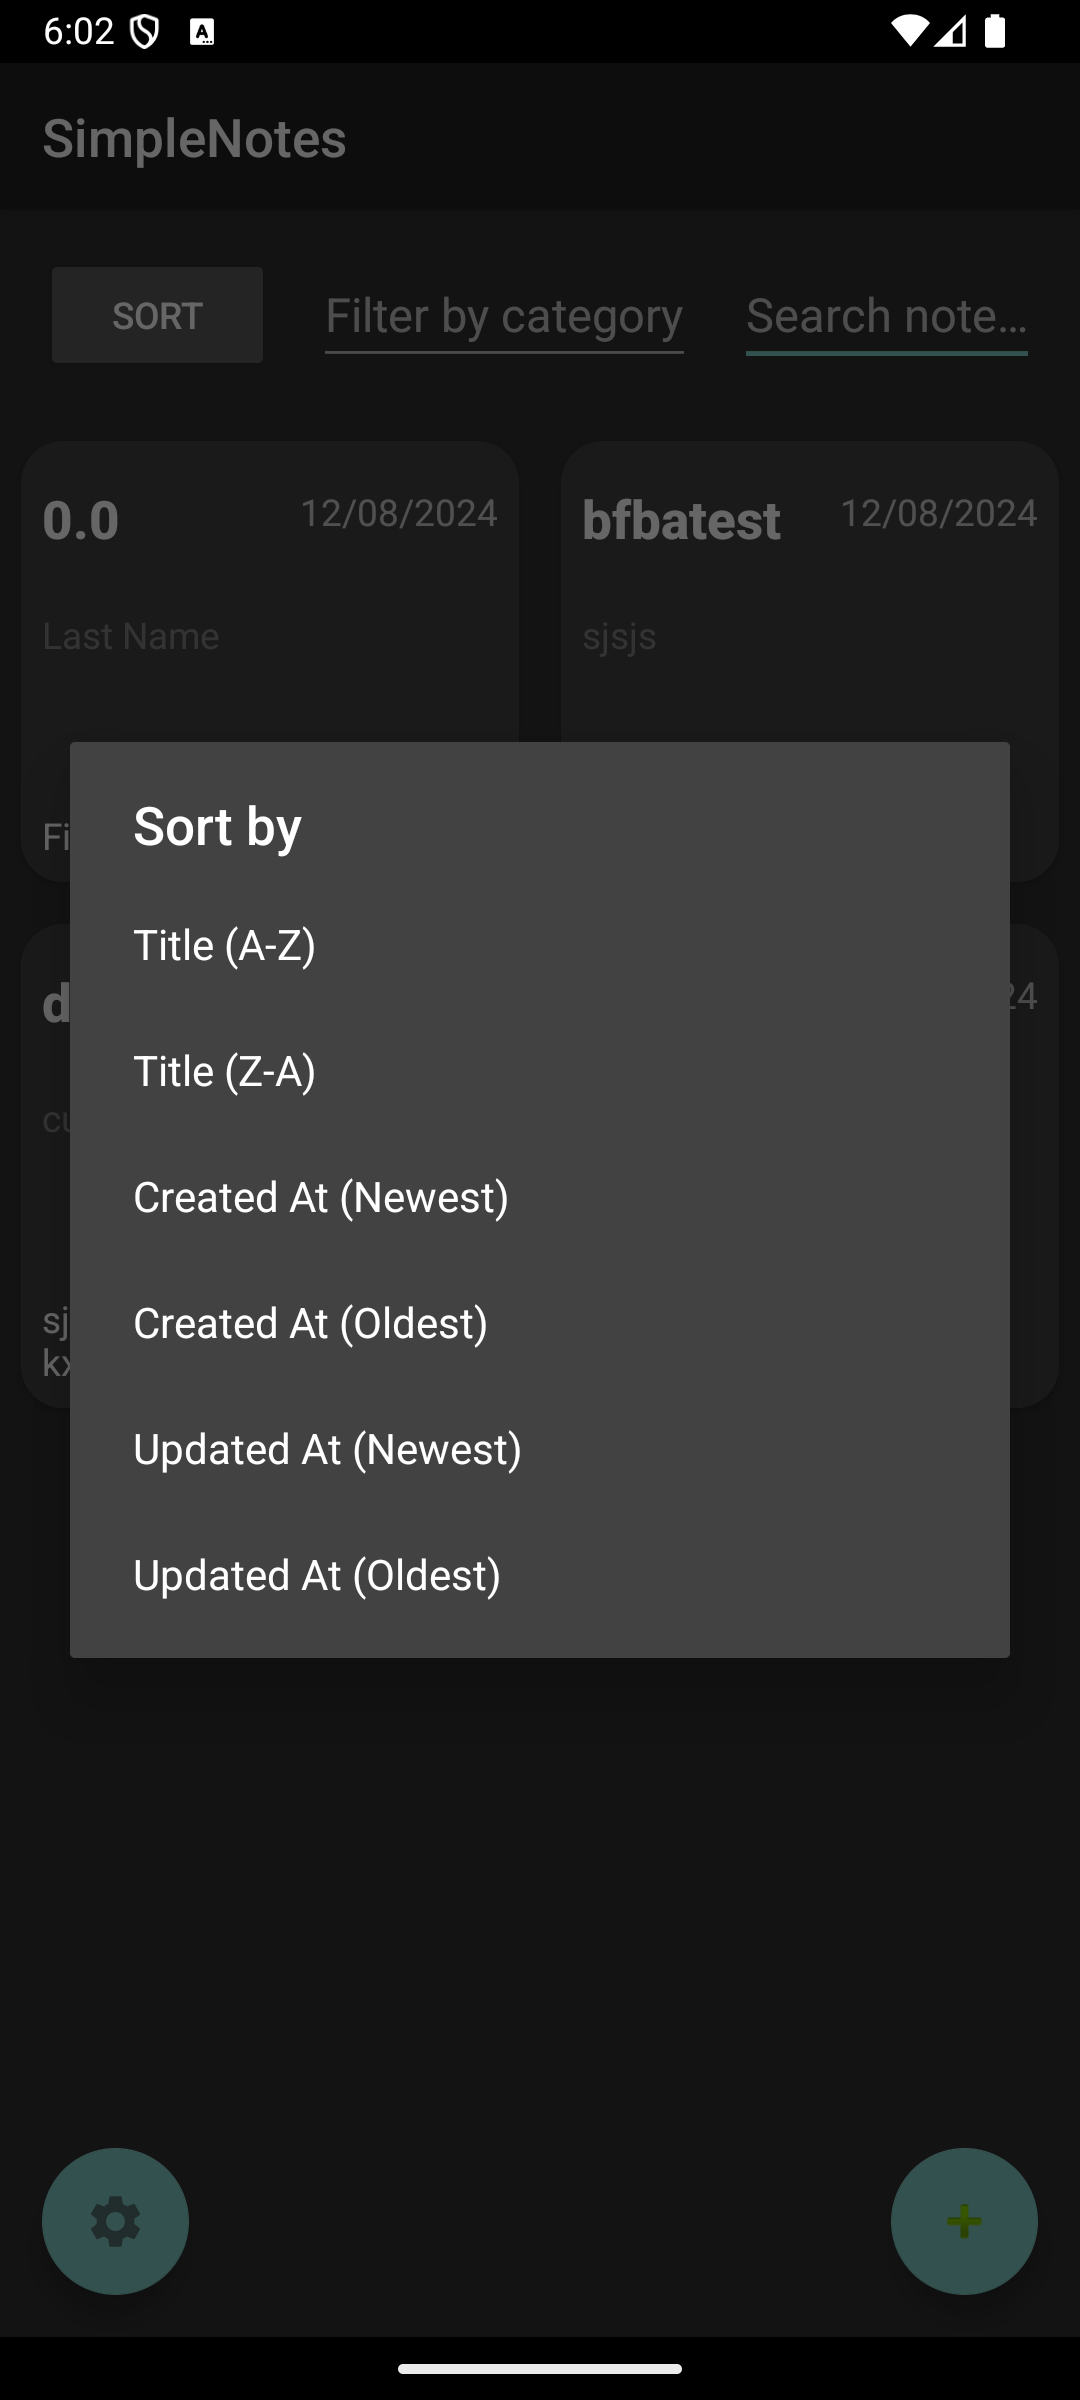 6:02
SimpleNotes
SORT Filter by category Search note...
0.0 12/08/2024
bfbatest 12/08/2024
Last Name
sjsjs
Sort by
Title (A-Z)
Title (Z-A)
Created At (Newest)
Created At (Oldest)
Updated At (Newest)
Updated At (Oldest)